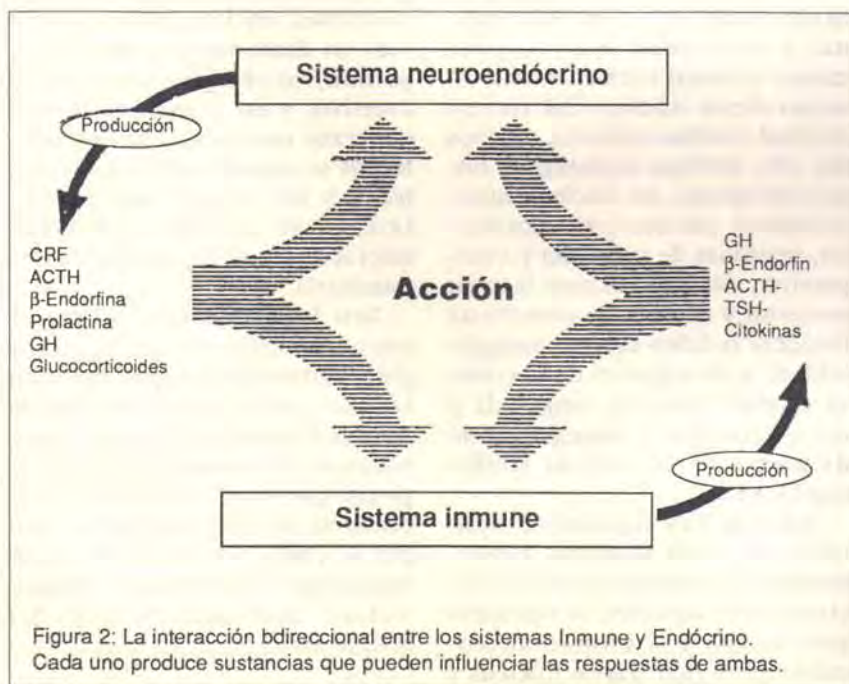 Sistema neuroendócrino
Producción
CRF
ACTH
β-Endorfina
Prolactina
GH
Glucocorticoides
Acción
GH
β-Endorfin
ACTH-
TSH-
Citokinas
Producción
Sistema inmune
Figura 2: La interacción bdireccional entre los sistemas Inmune y Endócrino.
Cada uno produce sustancias que pueden influenciar las respuestas de ambas.